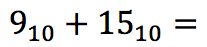 9₁₀ + 15₁₀ =